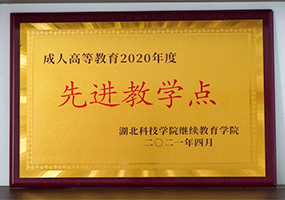 成人高等教育2020年度
先进教学点
湖北科技学院继续教育学院
二〇二一年四月